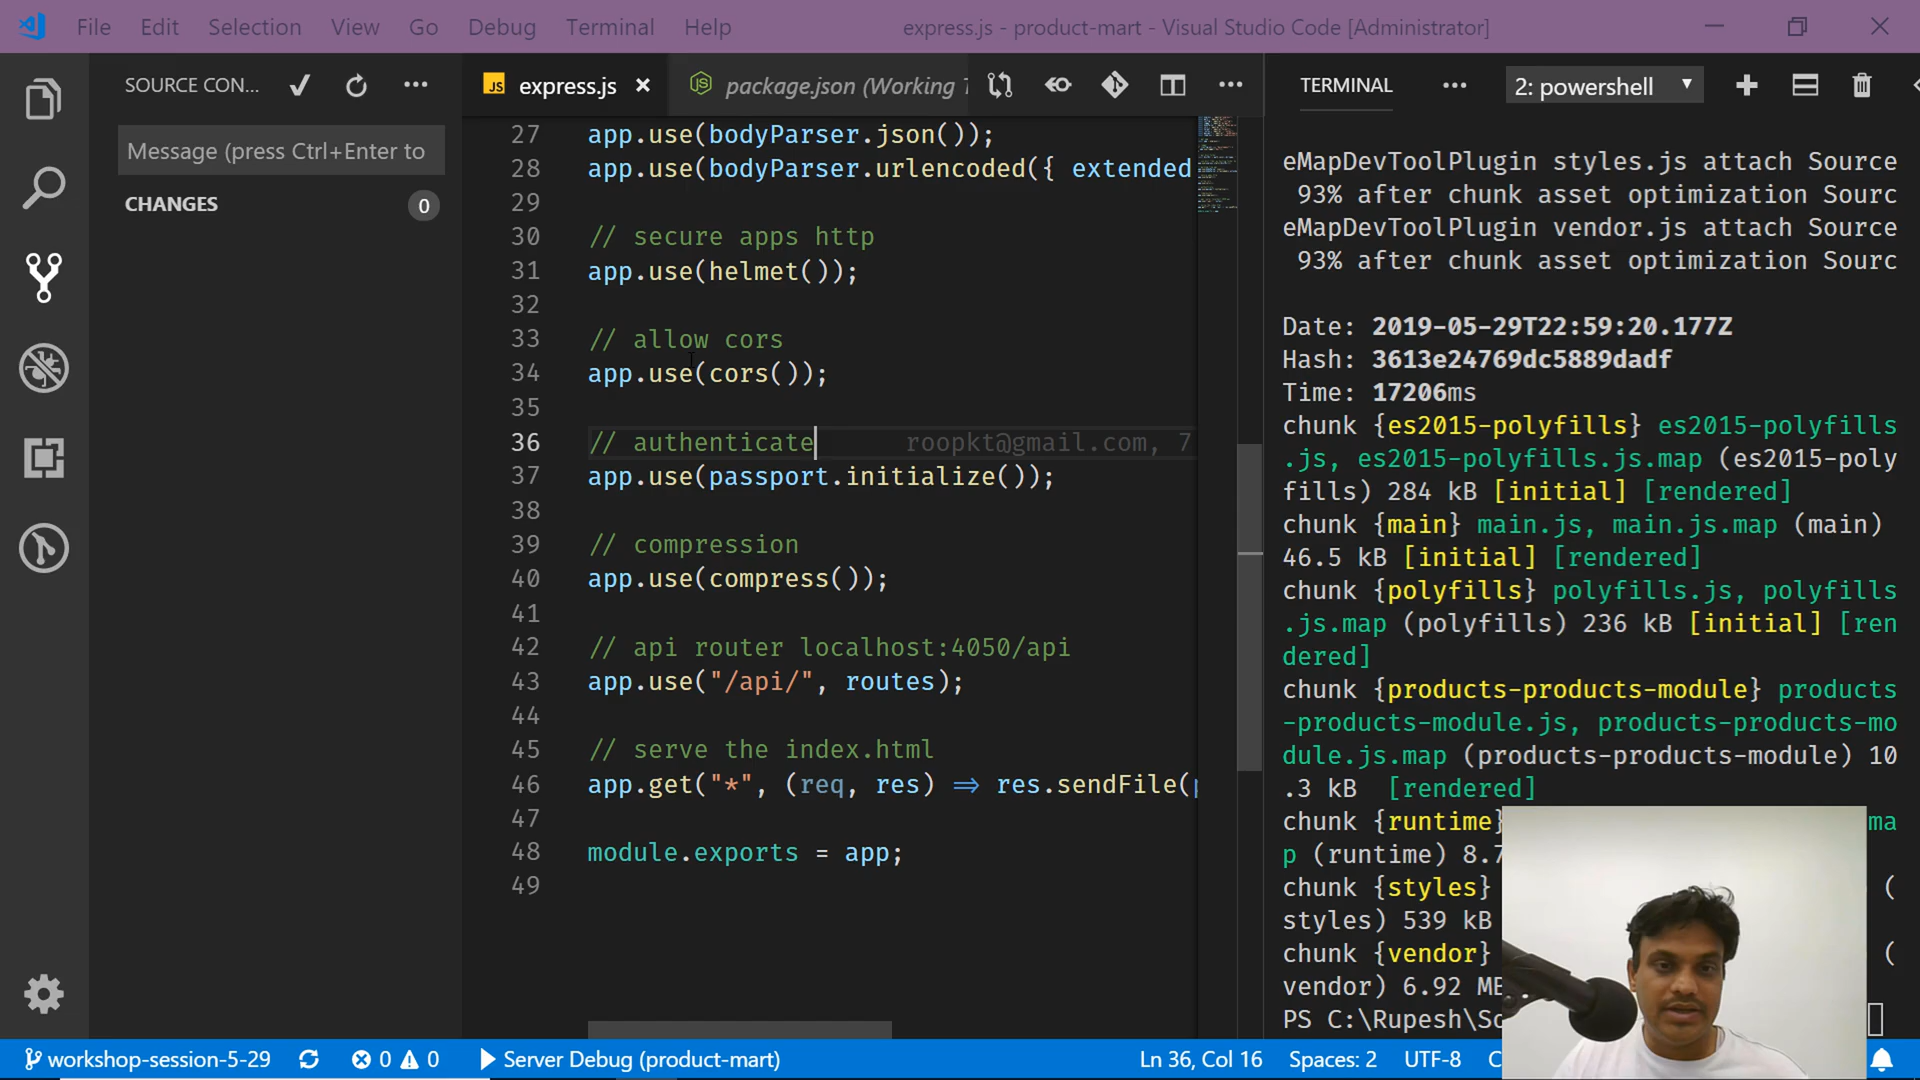 File Edit Selection View Go Debug Terminal Help express.js - product-mart - Visual Studio Code [Administrator]
SOURCE CON...
JS express.js
package.json (Working T
TERMINAL
2: powershell
Message (press Ctrl+Enter to
CHANGES 0
27 app.use(bodyParser.json());
28 app.use(bodyParser.urlencoded({ extended
29
30 // secure apps http
31 app.use(helmet());
32
33 // allow cors
34 app.use(cors());
35
36 // authenticate roopkt@gmail.com, 7
37 app.use(passport.initialize());
38
39 // compression
40 app.use(compress());
41
42 // api router localhost:4050/api
43 app.use("/api/", routes);
44
45 // serve the index.html
46 app.get("*", (req, res) => res.sendFile(p
47
48 module.exports = app;
49
eMapDevToolPlugin styles.js attach Source
93% after chunk asset optimization Sourc
eMapDevToolPlugin vendor.js attach Source
93% after chunk asset optimization Sourc
Date: 2019-05-29T22:59:20.177Z
Hash: 3613e24769dc5889dadf
Time: 17206ms
chunk {es2015-polyfills} es2015-polyfills
.js, es2015-polyfills.js.map (es2015-poly
fills) 284 kB [initial] [rendered]
chunk {main} main.js, main.js.map (main)
46.5 kB [initial] [rendered]
chunk {polyfills} polyfills.js, polyfills
.js.map (polyfills) 236 kB [initial] [ren
dered]
chunk {products-products-module} products
-products-module.js, products-products-mo
dule.js.map (products-products-module) 10
.3 kB [rendered]
chunk {runtime} ma
p (runtime) 8.7
chunk {styles} (
styles) 539 kB
chunk {vendor} (
vendor) 6.92 MB
PS C:\Rupesh\So
workshop-session-5-29 0 0 Server Debug (product-mart) Ln 36, Col 16 Spaces: 2 UTF-8 C